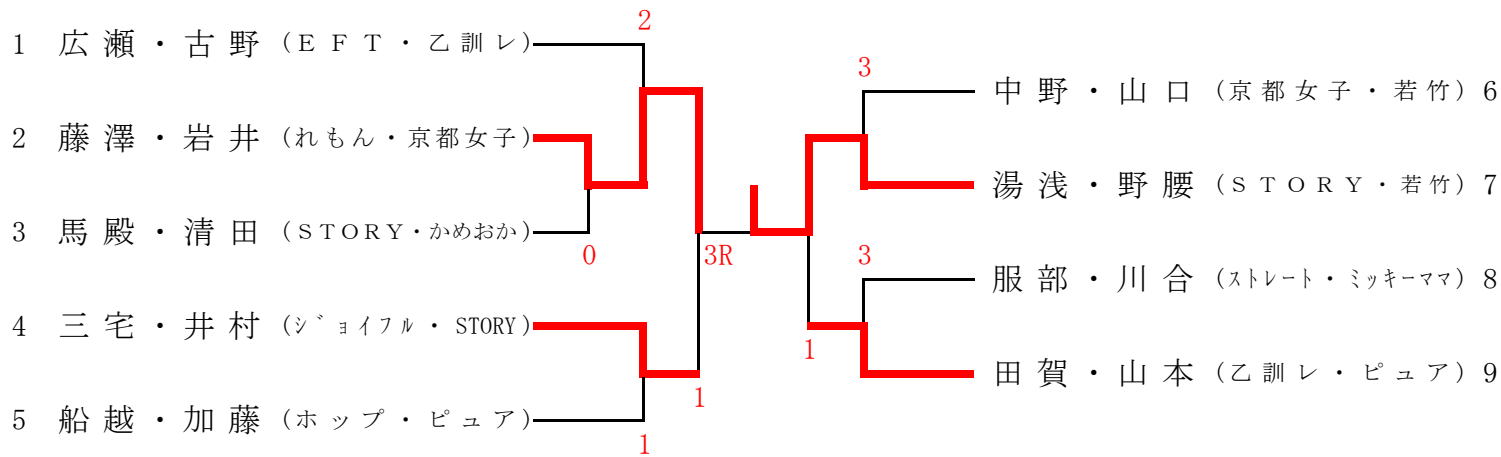 2
1 広瀬・古野 (EFT・乙訓レ)
3
中野・山口 (京都女子・若竹) 6
2 藤澤・岩井 (れもん・京都女子)
湯浅・野腰 (STORY・若竹) 7
3 馬殿・清田 (STORY・かめおか)
0
3R
3
服部・川合 (ストレート・ミッキーママ) 8
4 三宅・井村 (ジョイフル・STORY)
1
田賀・山本 (乙訓レ・ピュア) 9
1
5 船越・加藤 (ホップ・ピュア)
1